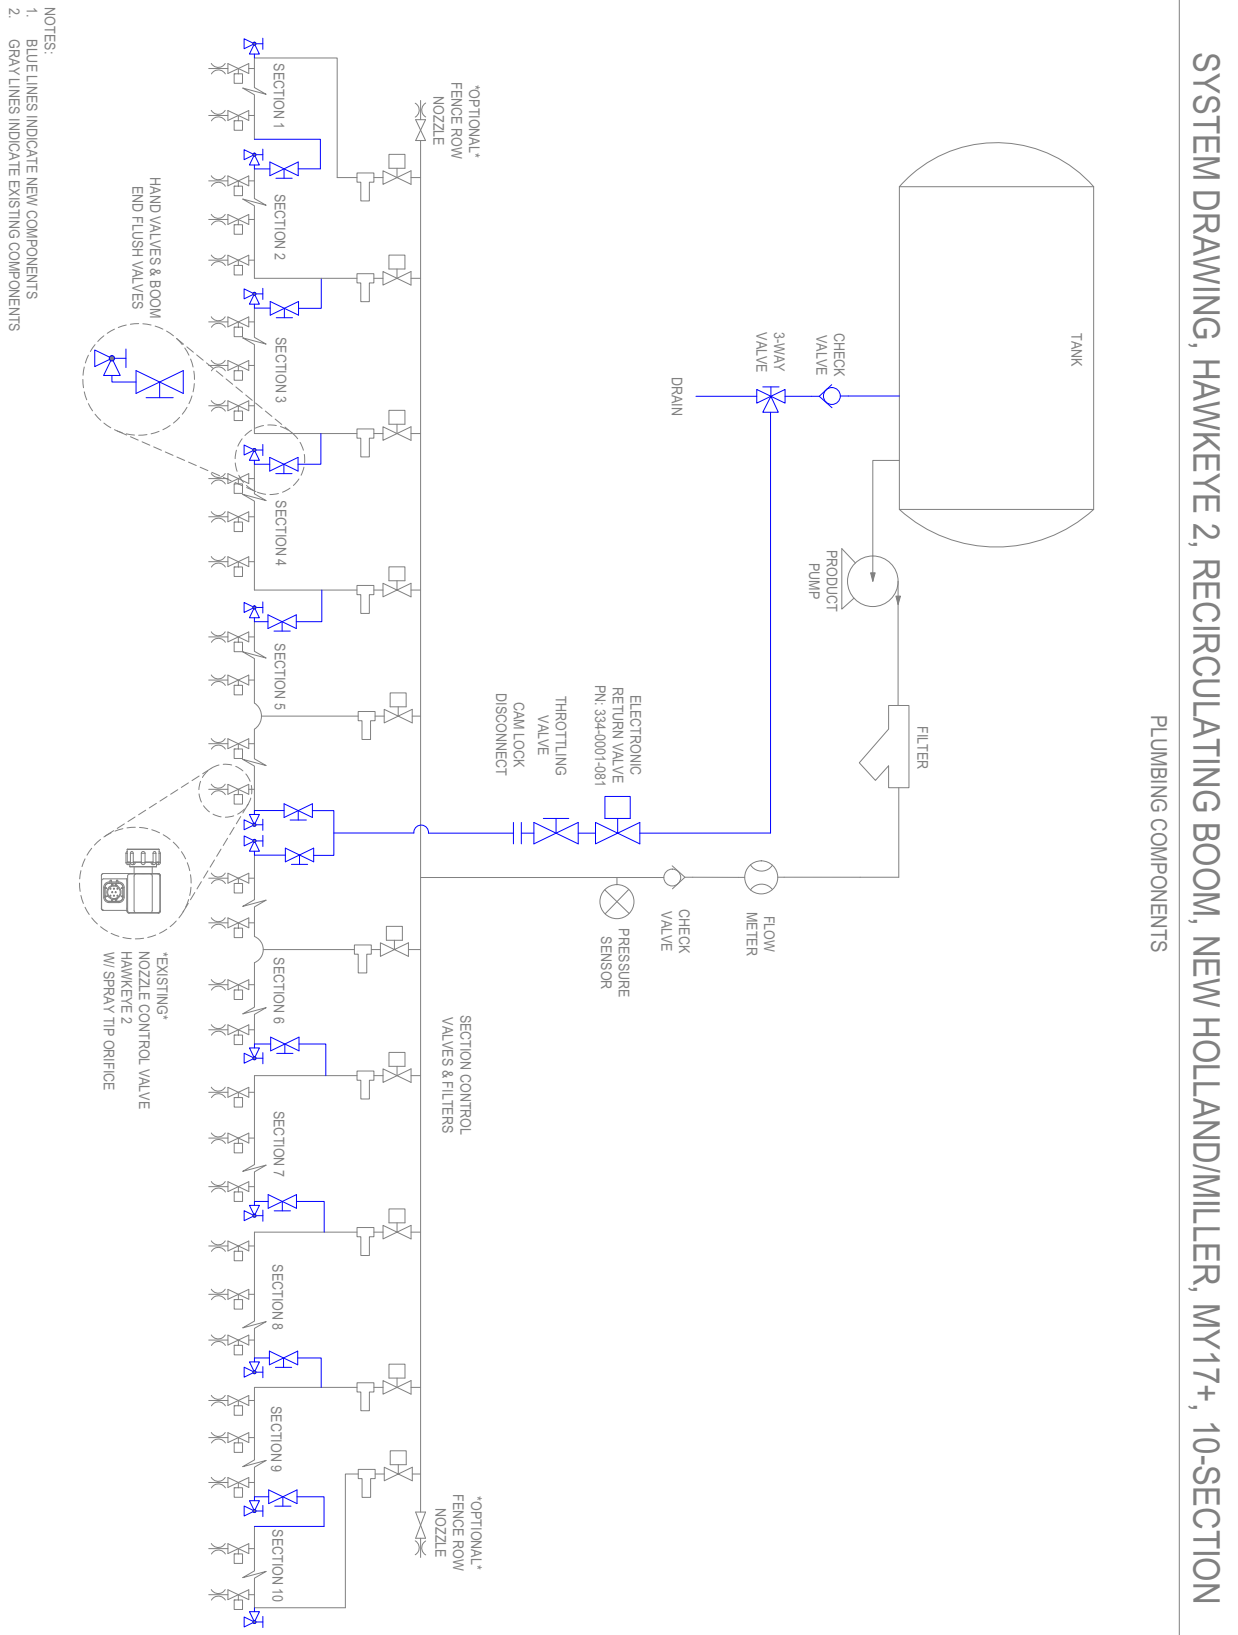 SYSTEM DRAWING, HAWKEYE 2, RECIRCULATING BOOM, NEW HOLLAND/MILLER, MY17+, 10-SECTION
PLUMBING COMPONENTS
TANK
CHECK
VALVE
3-WAY
VALVE
DRAIN
PRODUCT
PUMP
FILTER
ELECTRONIC
RETURN VALVE
PN: 334-0001-081
THROTTLING
VALVE
CAM LOCK
DISCONNECT
FLOW
METER
CHECK
VALVE
PRESSURE
SENSOR
*OPTIONAL*
FENCE ROW
NOZZLE
SECTION CONTROL
VALVES & FILTERS
*OPTIONAL*
FENCE ROW
NOZZLE
SECTION 1
SECTION 2
SECTION 3
SECTION 4
SECTION 5
SECTION 6
SECTION 7
SECTION 8
SECTION 9
SECTION 10
HAND VALVES & BOOM
END FLUSH VALVES
*EXISTING*
NOZZLE CONTROL VALVE
HAWKEYE 2
W/ SPRAY TIP ORIFICE
NOTES:
1. BLUE LINES INDICATE NEW COMPONENTS
2. GRAY LINES INDICATE EXISTING COMPONENTS